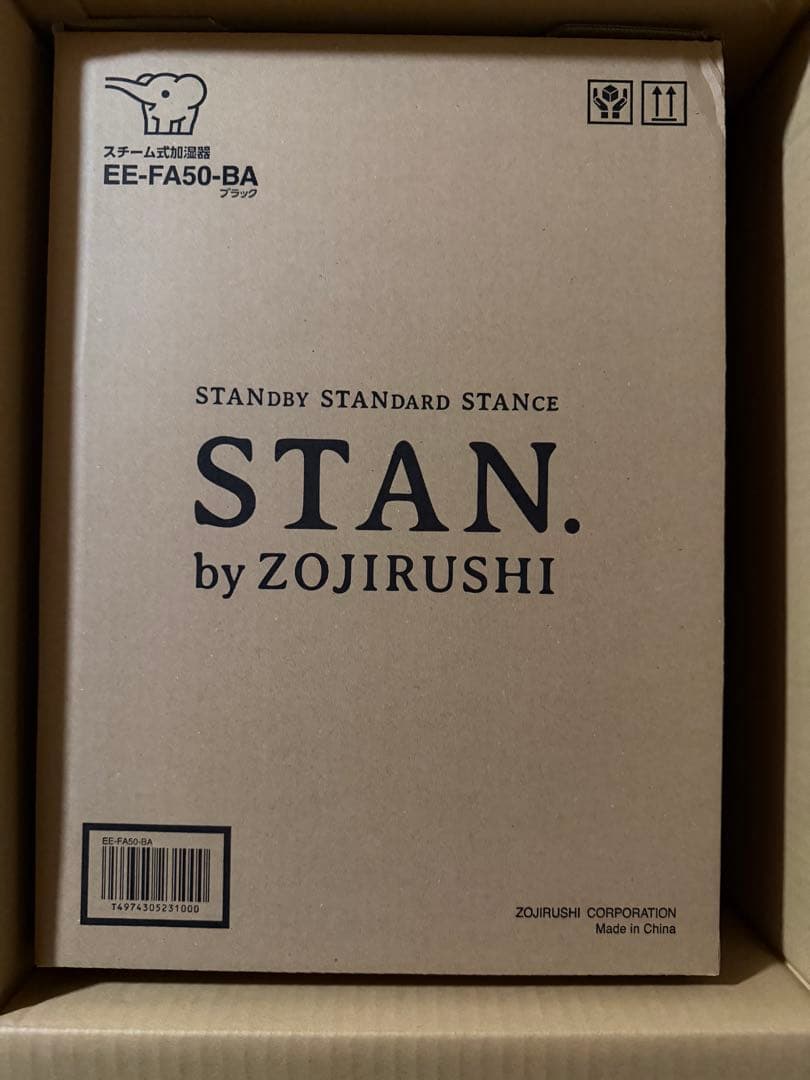 スチーム式加湿器
EE-FA50-BA
ブラック
STANDBY STANDARD STANCE
STAN.
by ZOJIRUSHI
EE-FA50-BA
T4974305231000
ZOJIRUSHI CORPORATION
Made in China